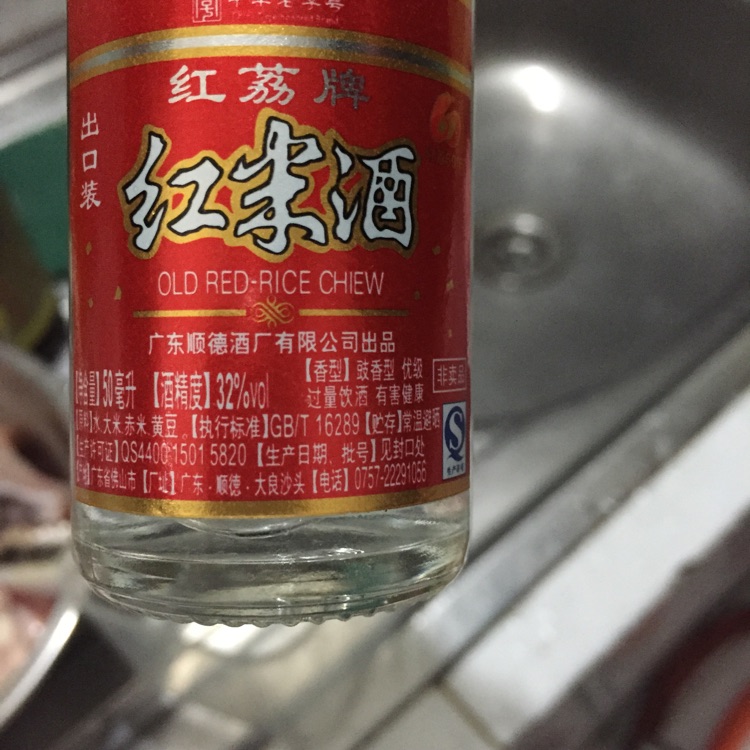 中华老字号
红荔牌
出口装
红米酒
OLD RED-RICE CHIEW
广东顺德酒厂有限公司出品
净含量】50毫升 【酒精度】32%vol
【香型】豉香型 优级
过量饮酒 有害健康
非卖品
【原料】水 大米 赤米 黄豆 【执行标准】GB/T 16289 【贮存】常温避晒
生产许可证】QS4400 1501 5820 【生产日期、批号】见封口处
产地】广东省佛山市 【厂址】广东·顺德·大良沙头 【电话】0757-22291056